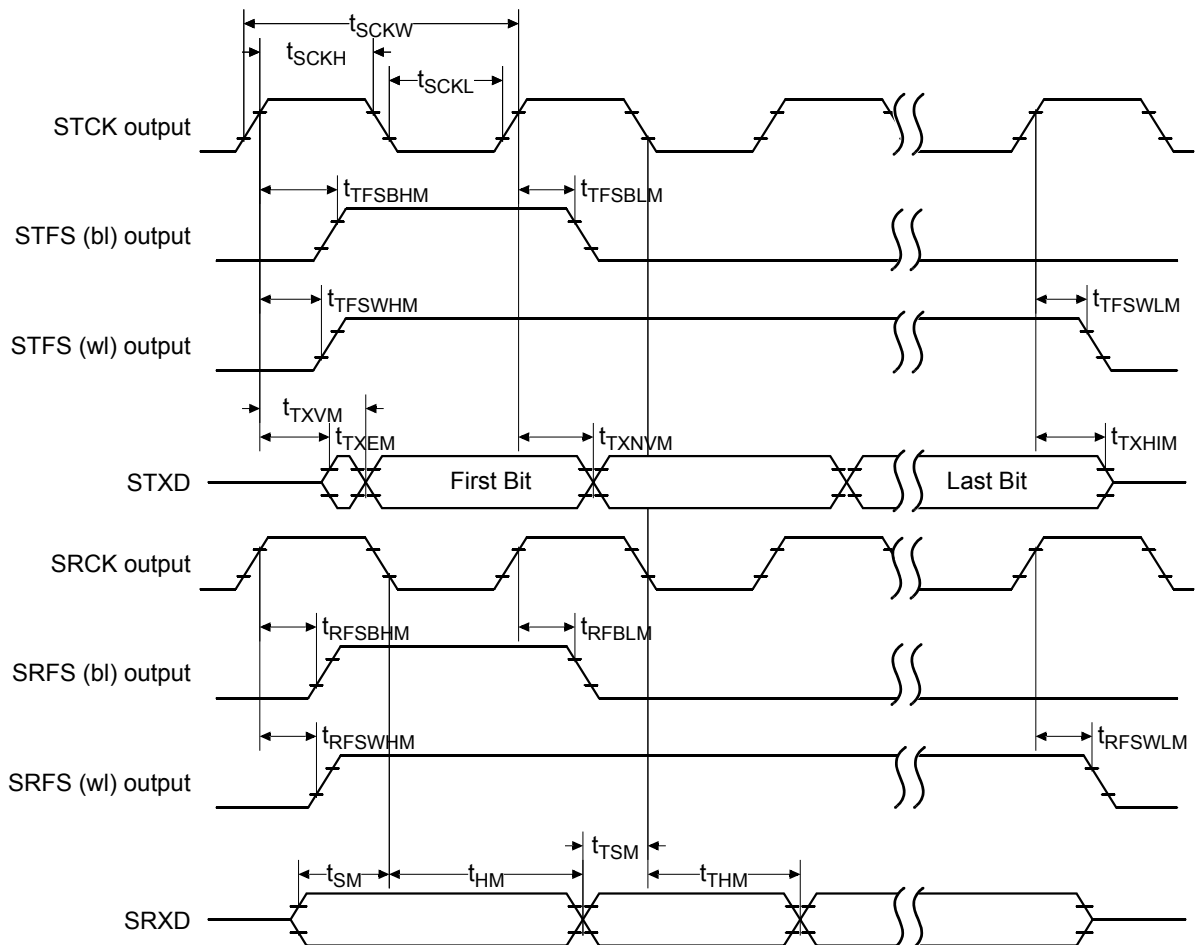 tSCKW
tSCKH
tSCKL
STCK output
tTFSBHM
tTFSBLM
STFS (bl) output
tTFSWHM
tTFSWLM
STFS (wl) output
tTXVM
tTXEM
tTXNVM
tTXHIM
STXD
First Bit
Last Bit
SRCK output
tRFSBHM
tRFBLM
SRFS (bl) output
tRFSWHM
tRFSWLM
SRFS (wl) output
tTSM
tSM
tHM
tTHM
SRXD